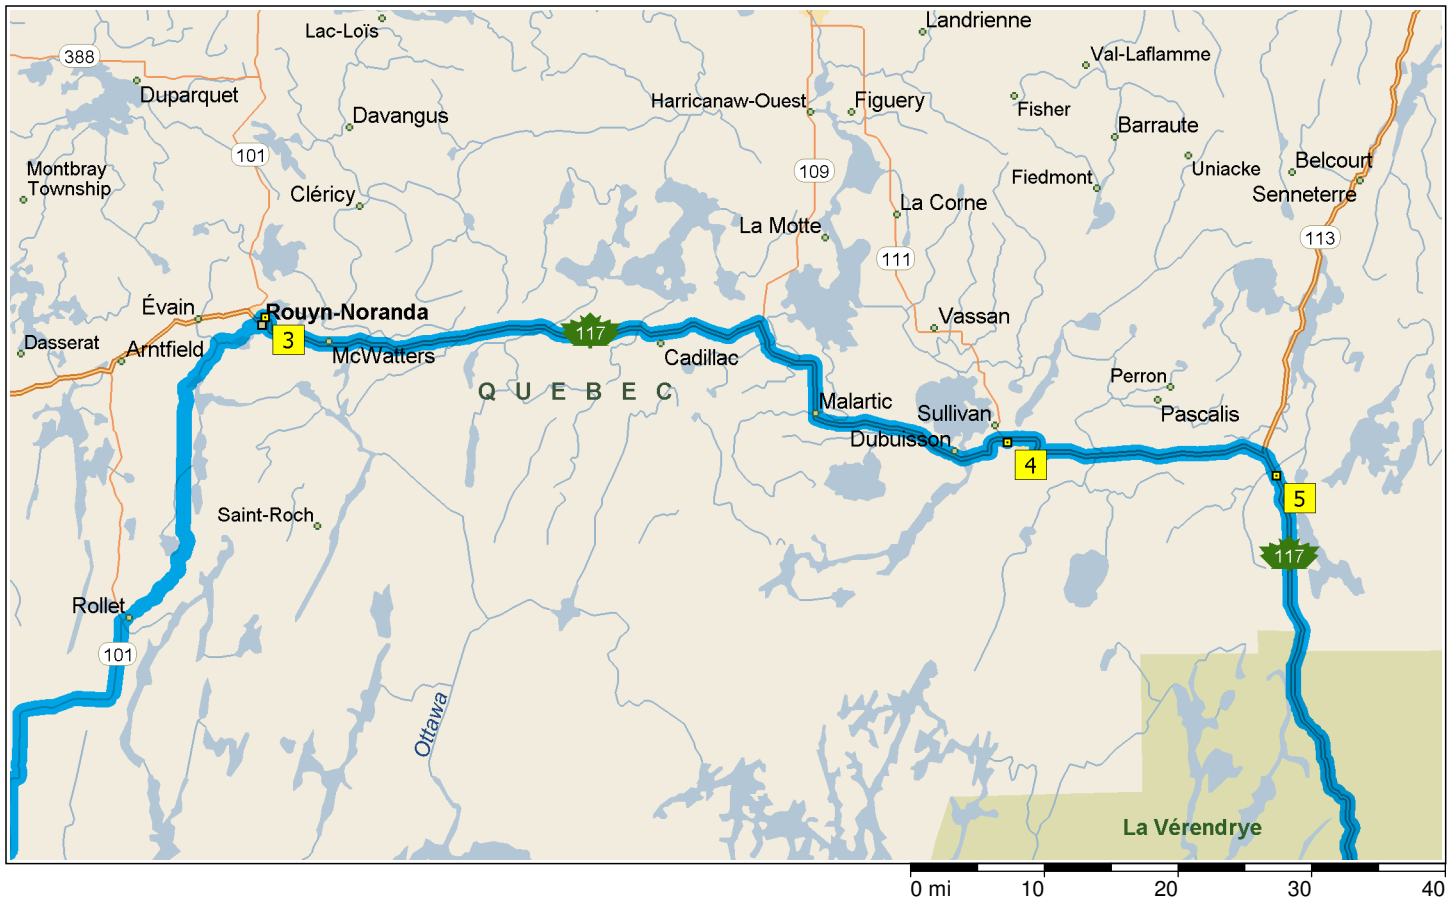 Landrienne
Lac-Loïs
388
Val-Laflamme
Duparquet
Harricanaw-Ouest
Figuery
Fisher
Davangus
Barraute
101
Montbray
Township
109
Uniacke
Belcourt
Fiedmont
Senneterre
Cléricy
La Corne
La Motte
113
111
Évain
Rouyn-Noranda
Vassan
3
117
Dasserat
Arntfield
McWatters
Cadillac
QUEBEC
Perron
Malartic
Sullivan
Pascalis
Dubuisson
4
5
Saint-Roch
117
Rollet
101
Ottawa
La Vérendrye
0 mi 10 20 30 40